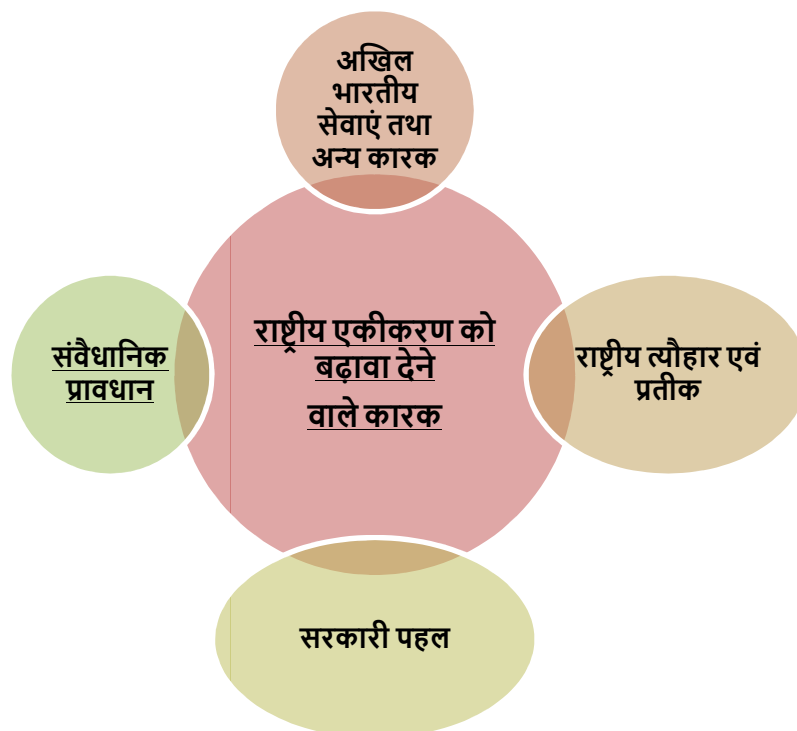 अखिल
भारतीय
सेवाएं तथा
अन्य कारक
राष्ट्रीय एकीकरण को
बढ़ावा देने
वाले कारक
संवैधानिक
प्रावधान
राष्ट्रीय त्यौहार एवं
प्रतीक
सरकारी पहल